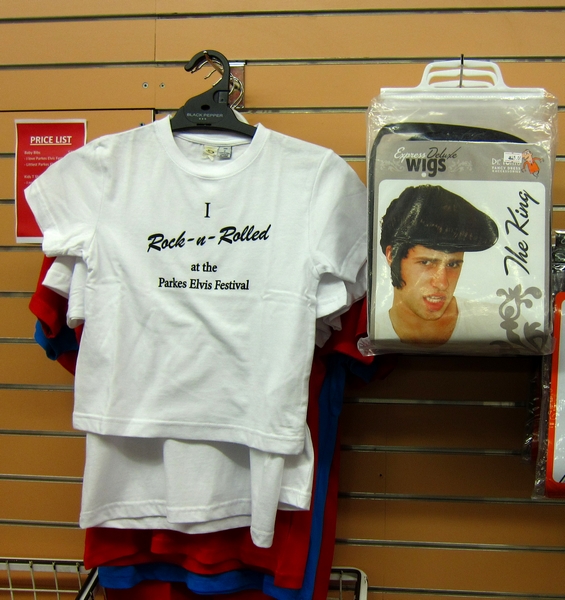 PRICE LIST
BLACK PEPPER
I
Rock-n-Rolled
at the
Parkes Elvis Festival
Express Deluxe
wigs
The King